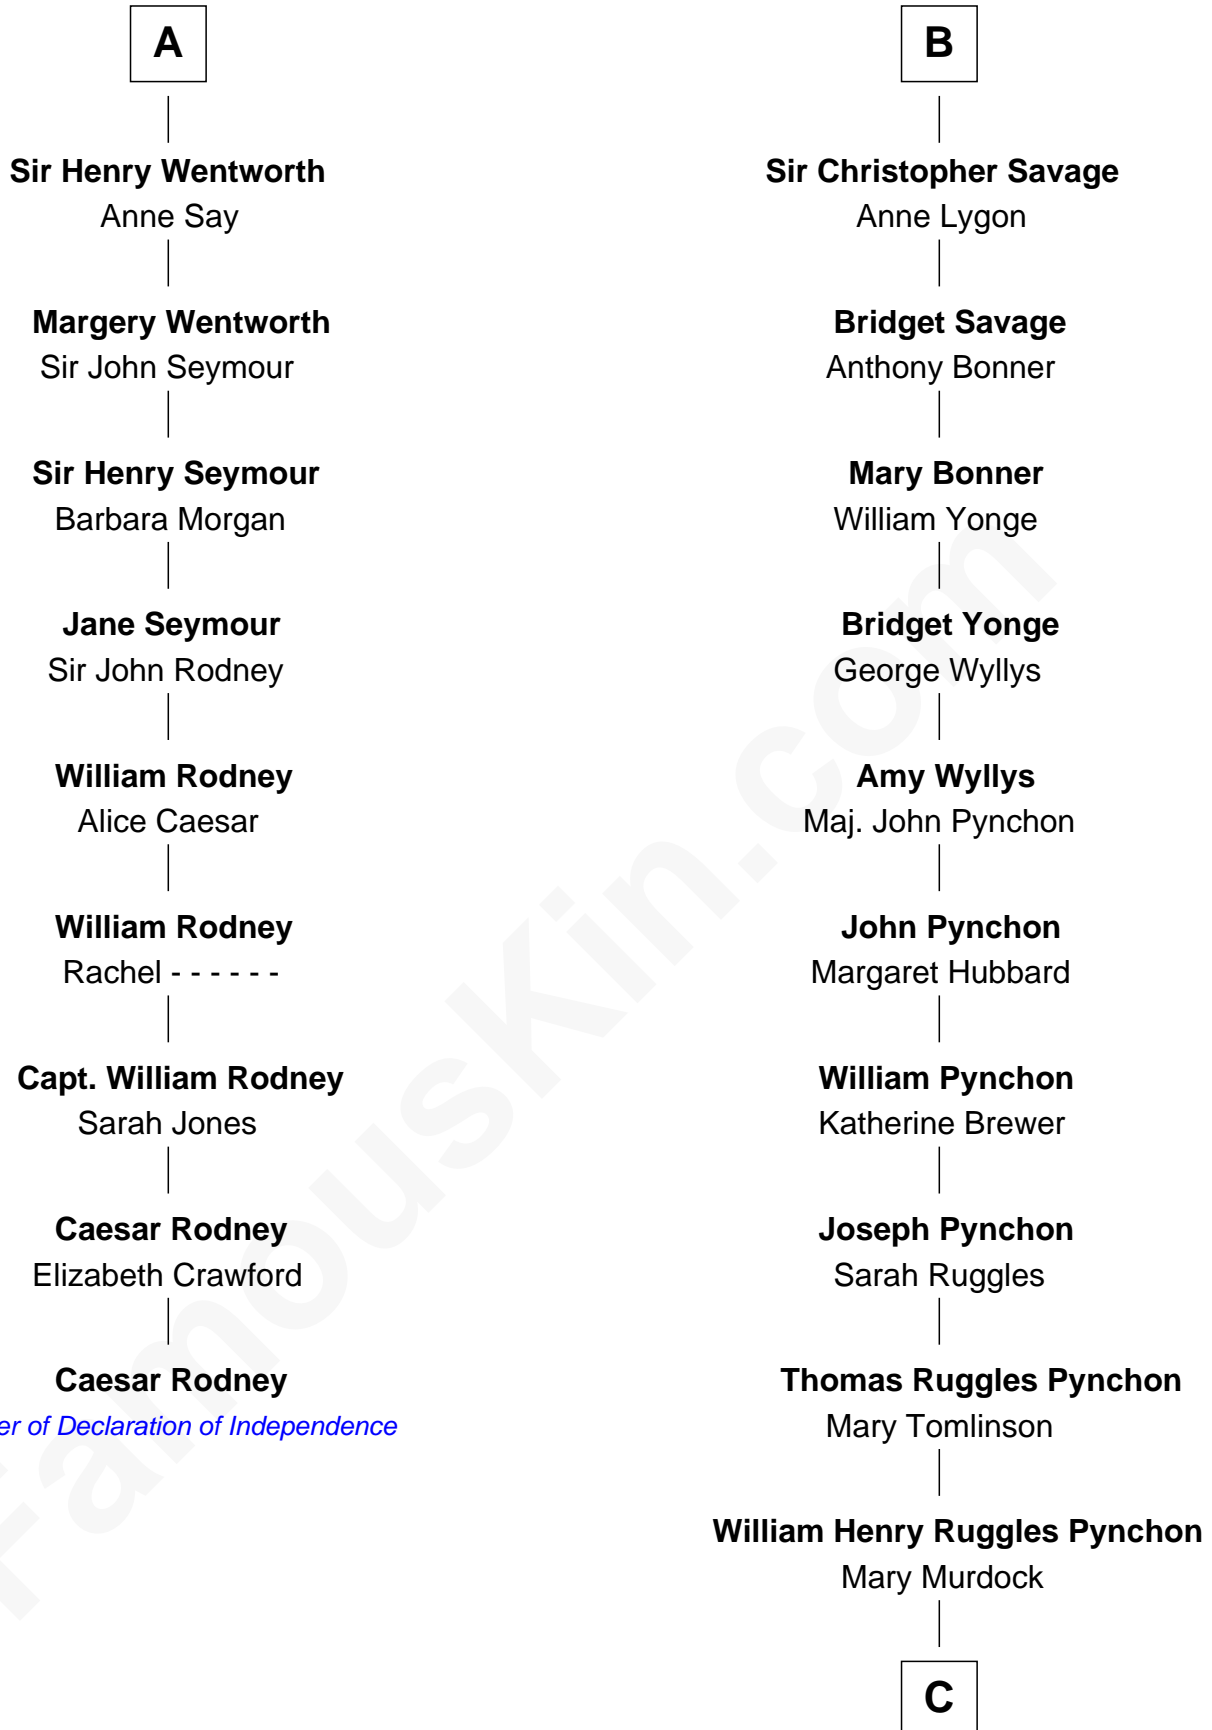 A
Sir Henry Wentworth
Anne Say
Margery Wentworth
Sir John Seymour
Sir Henry Seymour
Barbara Morgan
Jane Seymour
Sir John Rodney
William Rodney
Alice Caesar
William Rodney
Rachel - - - - - -
Capt. William Rodney
Sarah Jones
Caesar Rodney
Elizabeth Crawford
Caesar Rodney
er of Declaration of Independence
B
Sir Christopher Savage
Anne Lygon
Bridget Savage
Anthony Bonner
Mary Bonner
William Yonge
Bridget Yonge
George Wyllys
Amy Wyllys
Maj. John Pynchon
John Pynchon
Margaret Hubbard
William Pynchon
Katherine Brewer
Joseph Pynchon
Sarah Ruggles
Thomas Ruggles Pynchon
Mary Tomlinson
William Henry Ruggles Pynchon
Mary Murdock
C
FamousKin.com